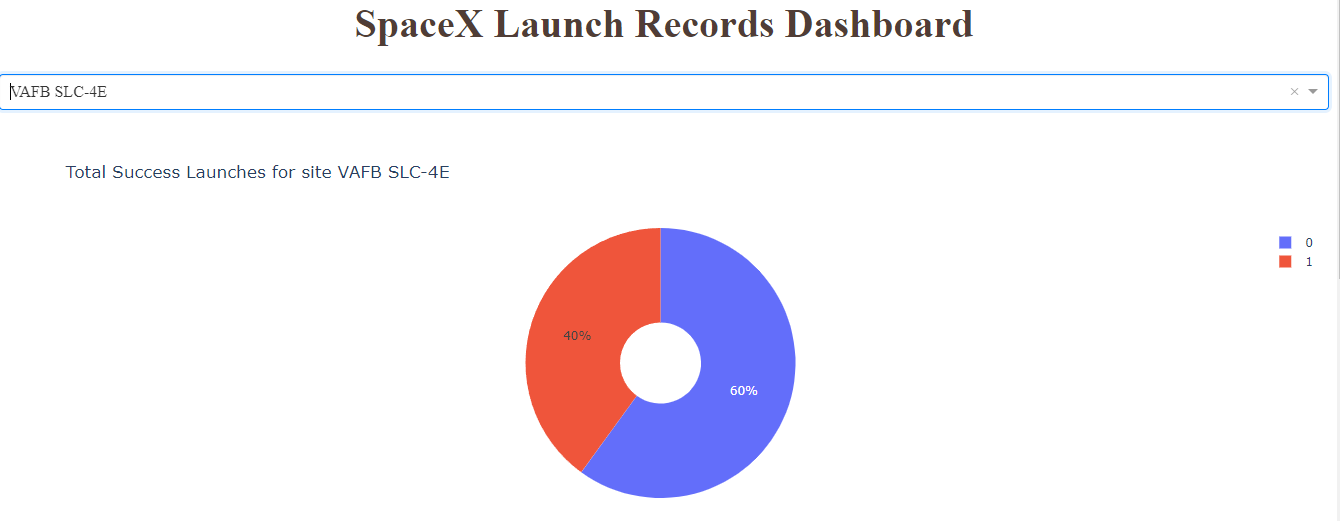 SpaceX Launch Records Dashboard
VAFB SLC-4E
×
Total Success Launches for site VAFB SLC-4E
0
1
40%
60%